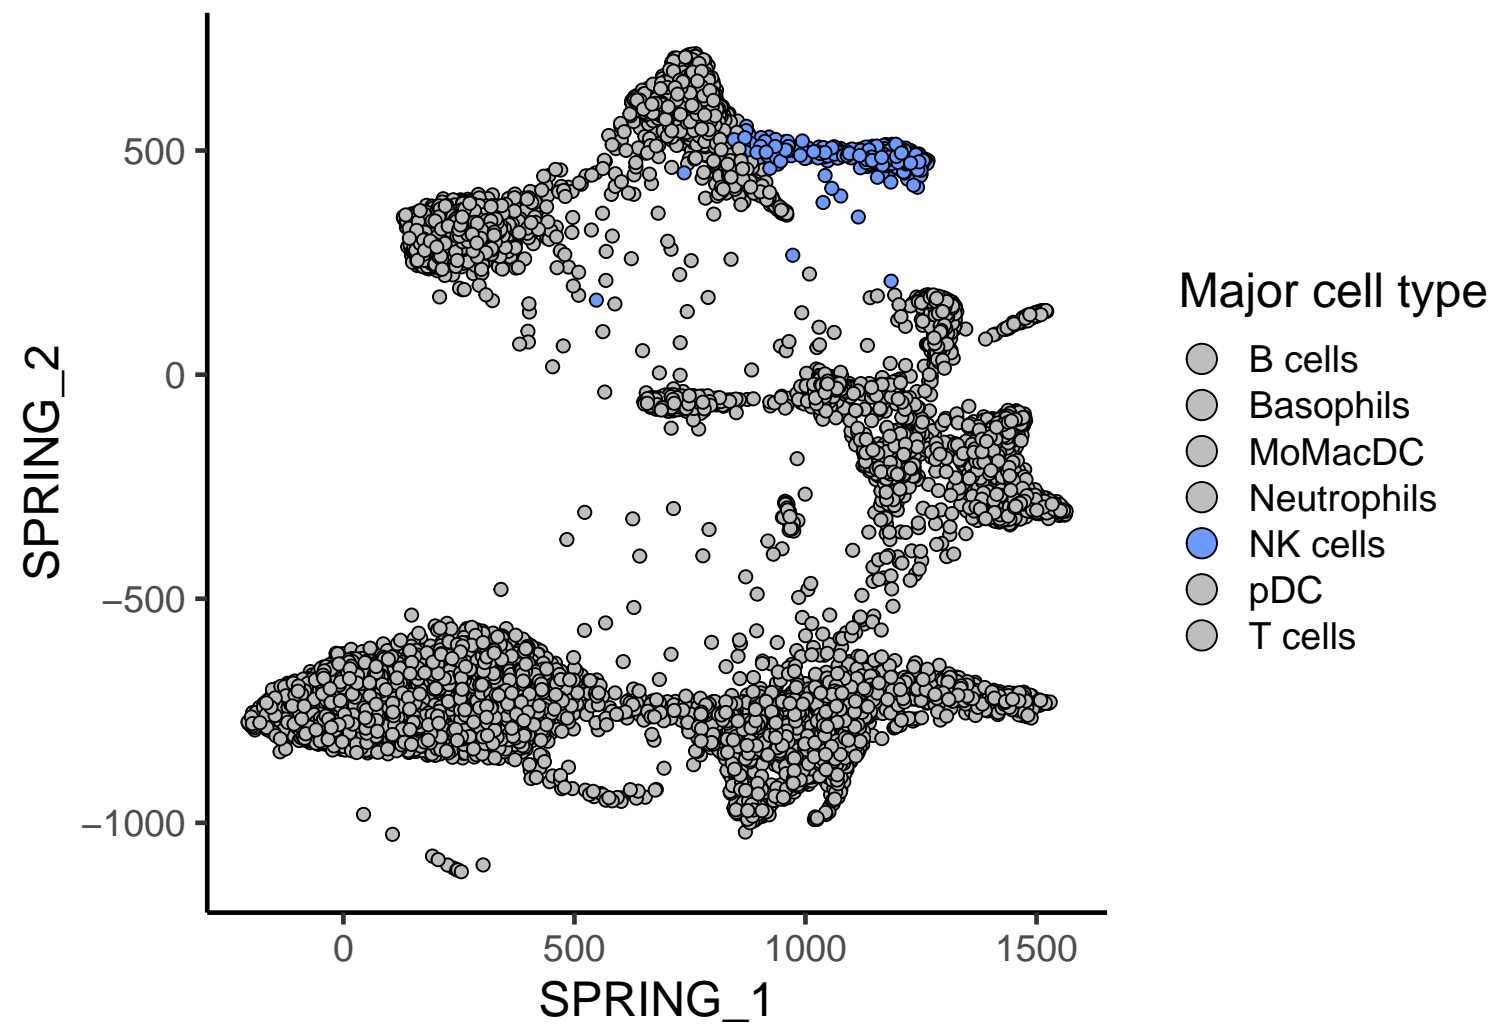 500
0
−500
−1000
SPRING_2
0
500
1000
1500
SPRING_1
Major cell type
B cells
Basophils
MoMacDC
Neutrophils
NK cells
pDC
T cells